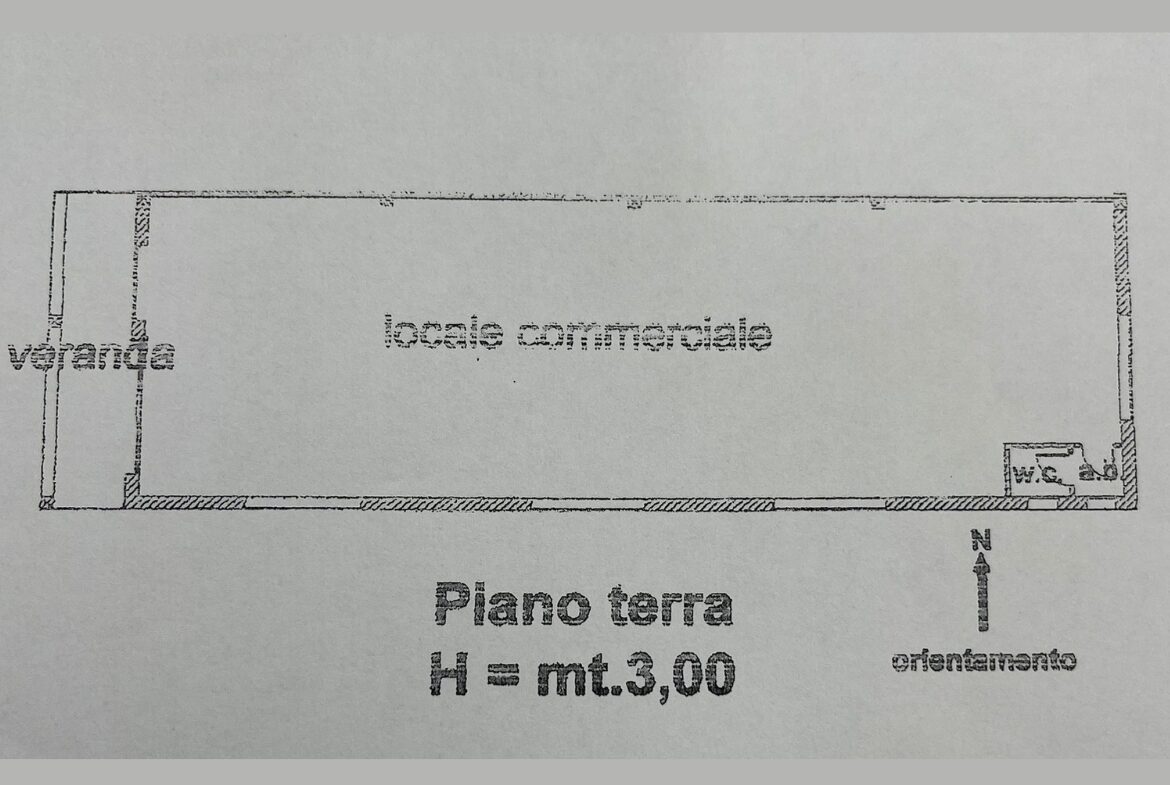 locale commerciale
veranda
w.c. a.b.
Piano terra
H = mt.3,00
N
orientamento